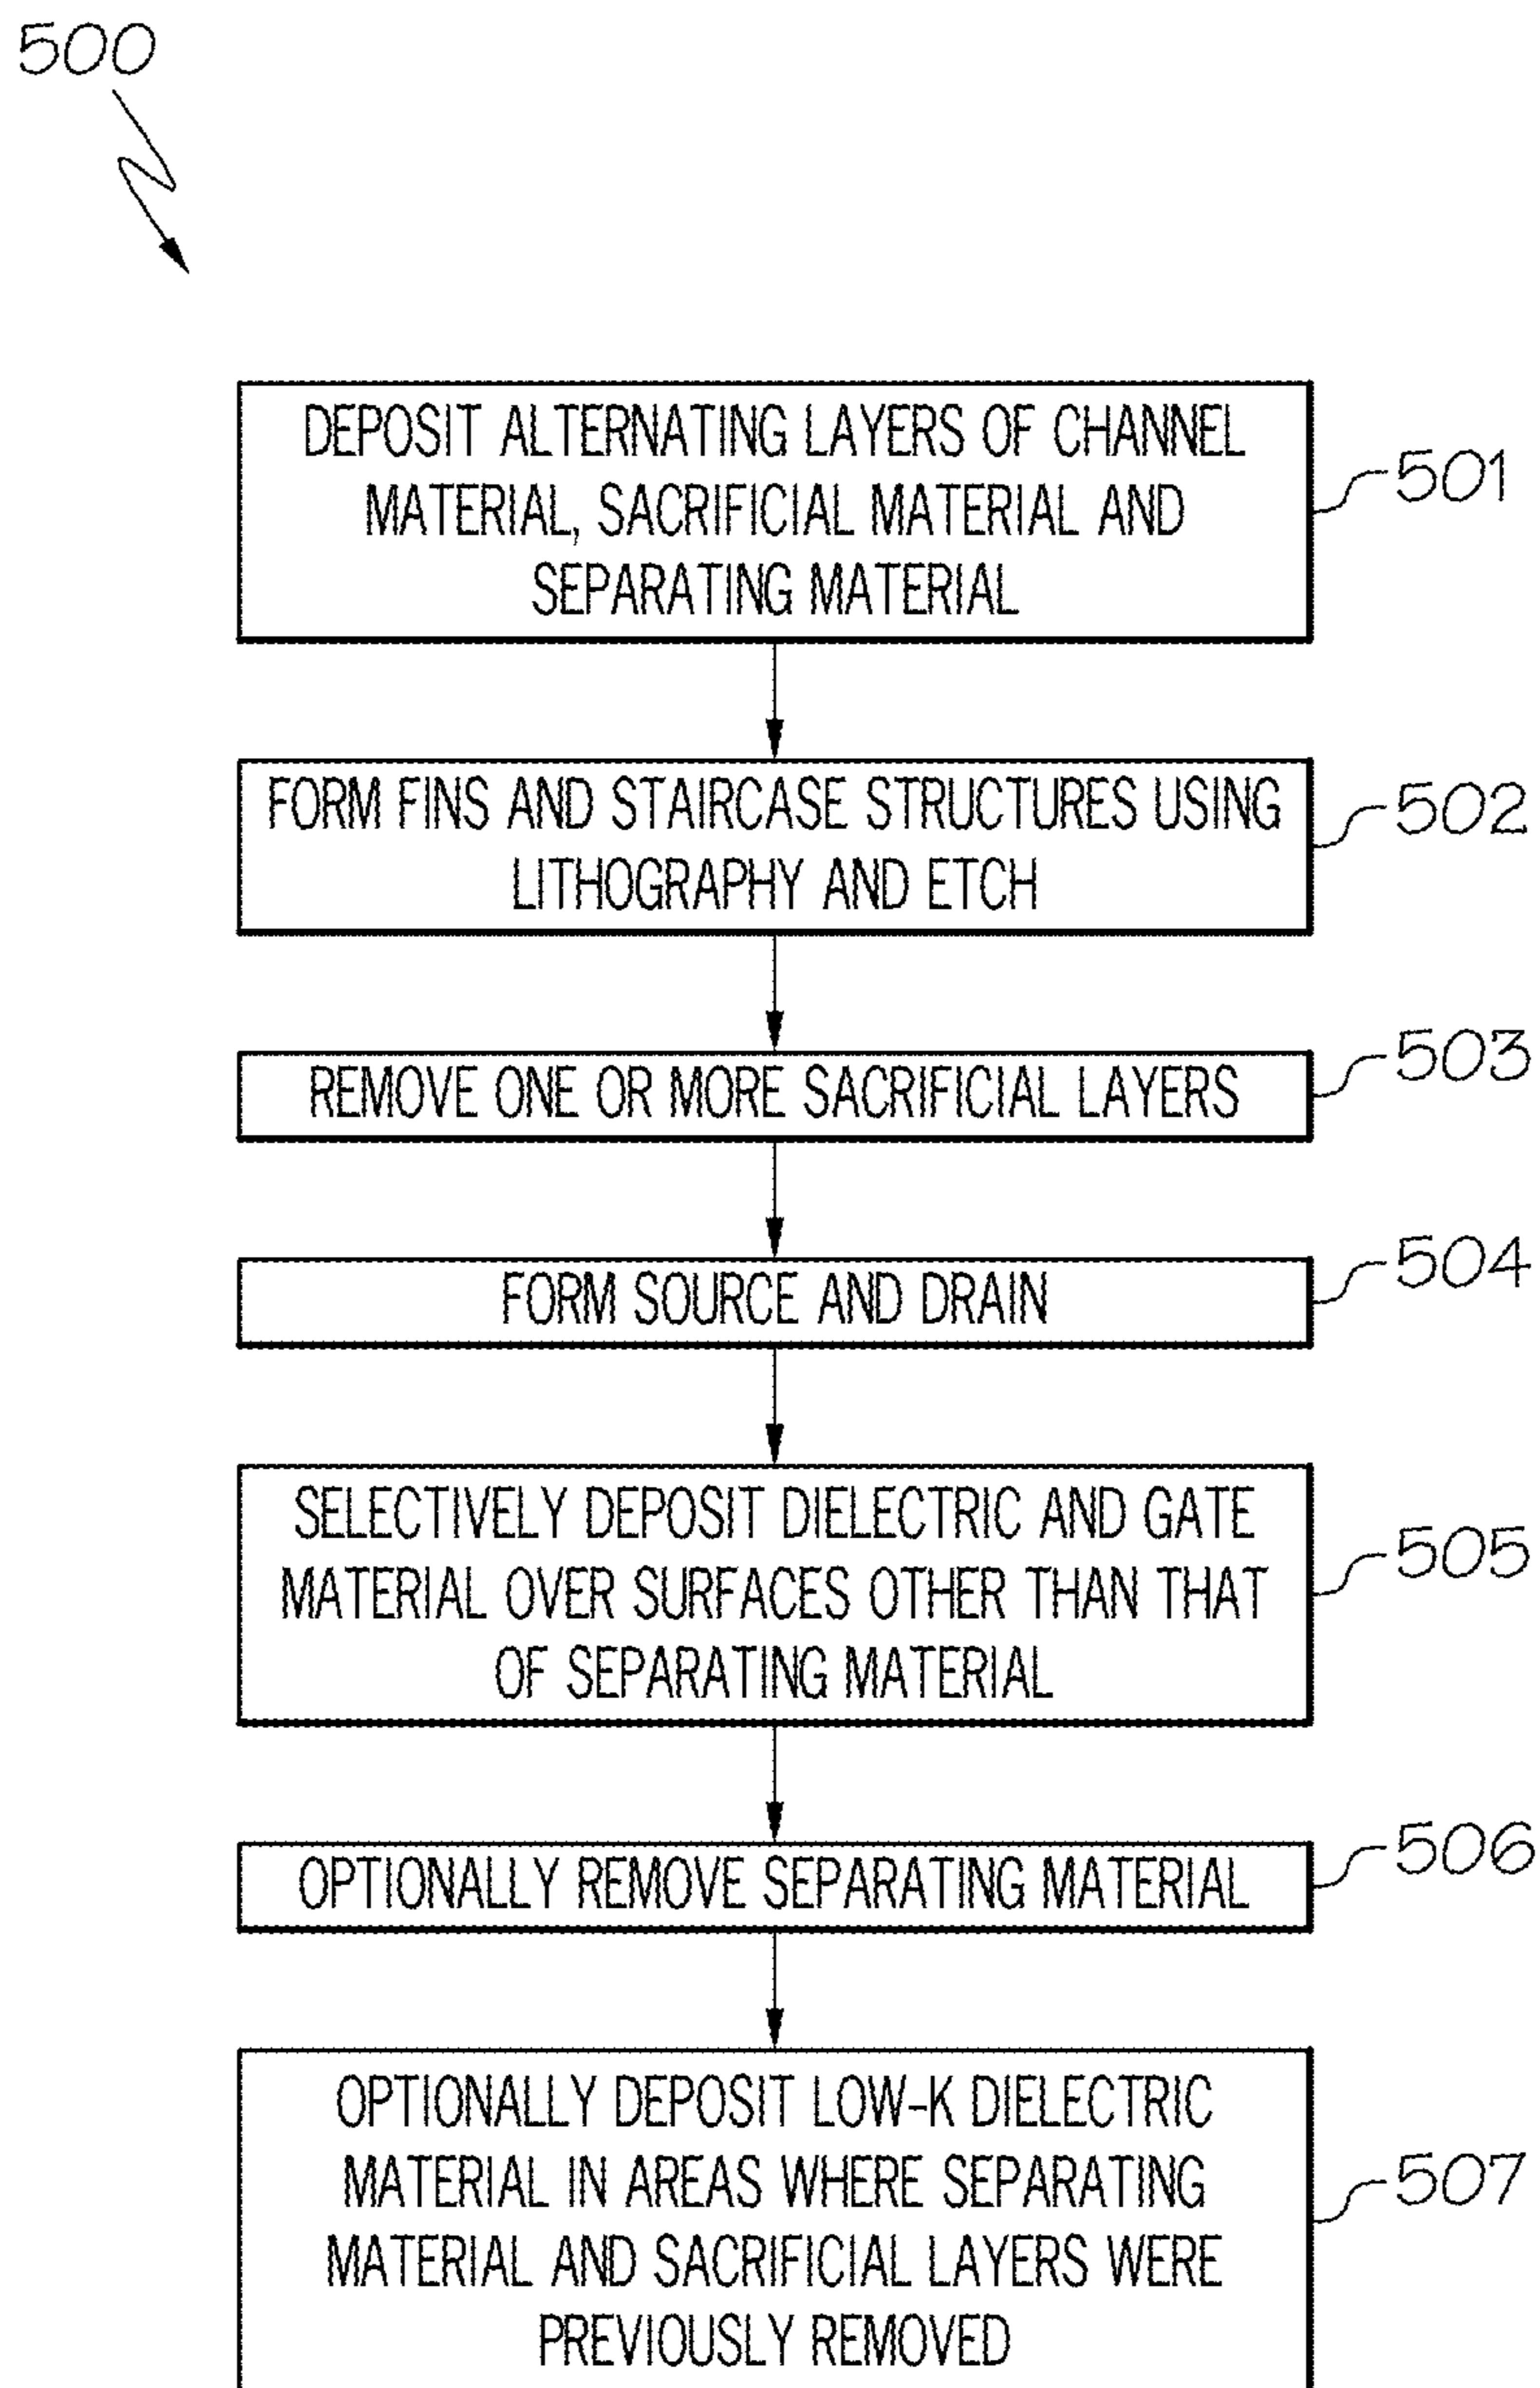 500
DEPOSIT ALTERNATING LAYERS OF CHANNEL
MATERIAL, SACRIFICIAL MATERIAL AND
SEPARATING MATERIAL
501
FORM FINS AND STAIRCASE STRUCTURES USING
LITHOGRAPHY AND ETCH
502
REMOVE ONE OR MORE SACRIFICIAL LAYERS
503
FORM SOURCE AND DRAIN
504
SELECTIVELY DEPOSIT DIELECTRIC AND GATE
MATERIAL OVER SURFACES OTHER THAN THAT
OF SEPARATING MATERIAL
505
OPTIONALLY REMOVE SEPARATING MATERIAL
506
OPTIONALLY DEPOSIT LOW-K DIELECTRIC
MATERIAL IN AREAS WHERE SEPARATING
MATERIAL AND SACRIFICIAL LAYERS WERE
PREVIOUSLY REMOVED
507